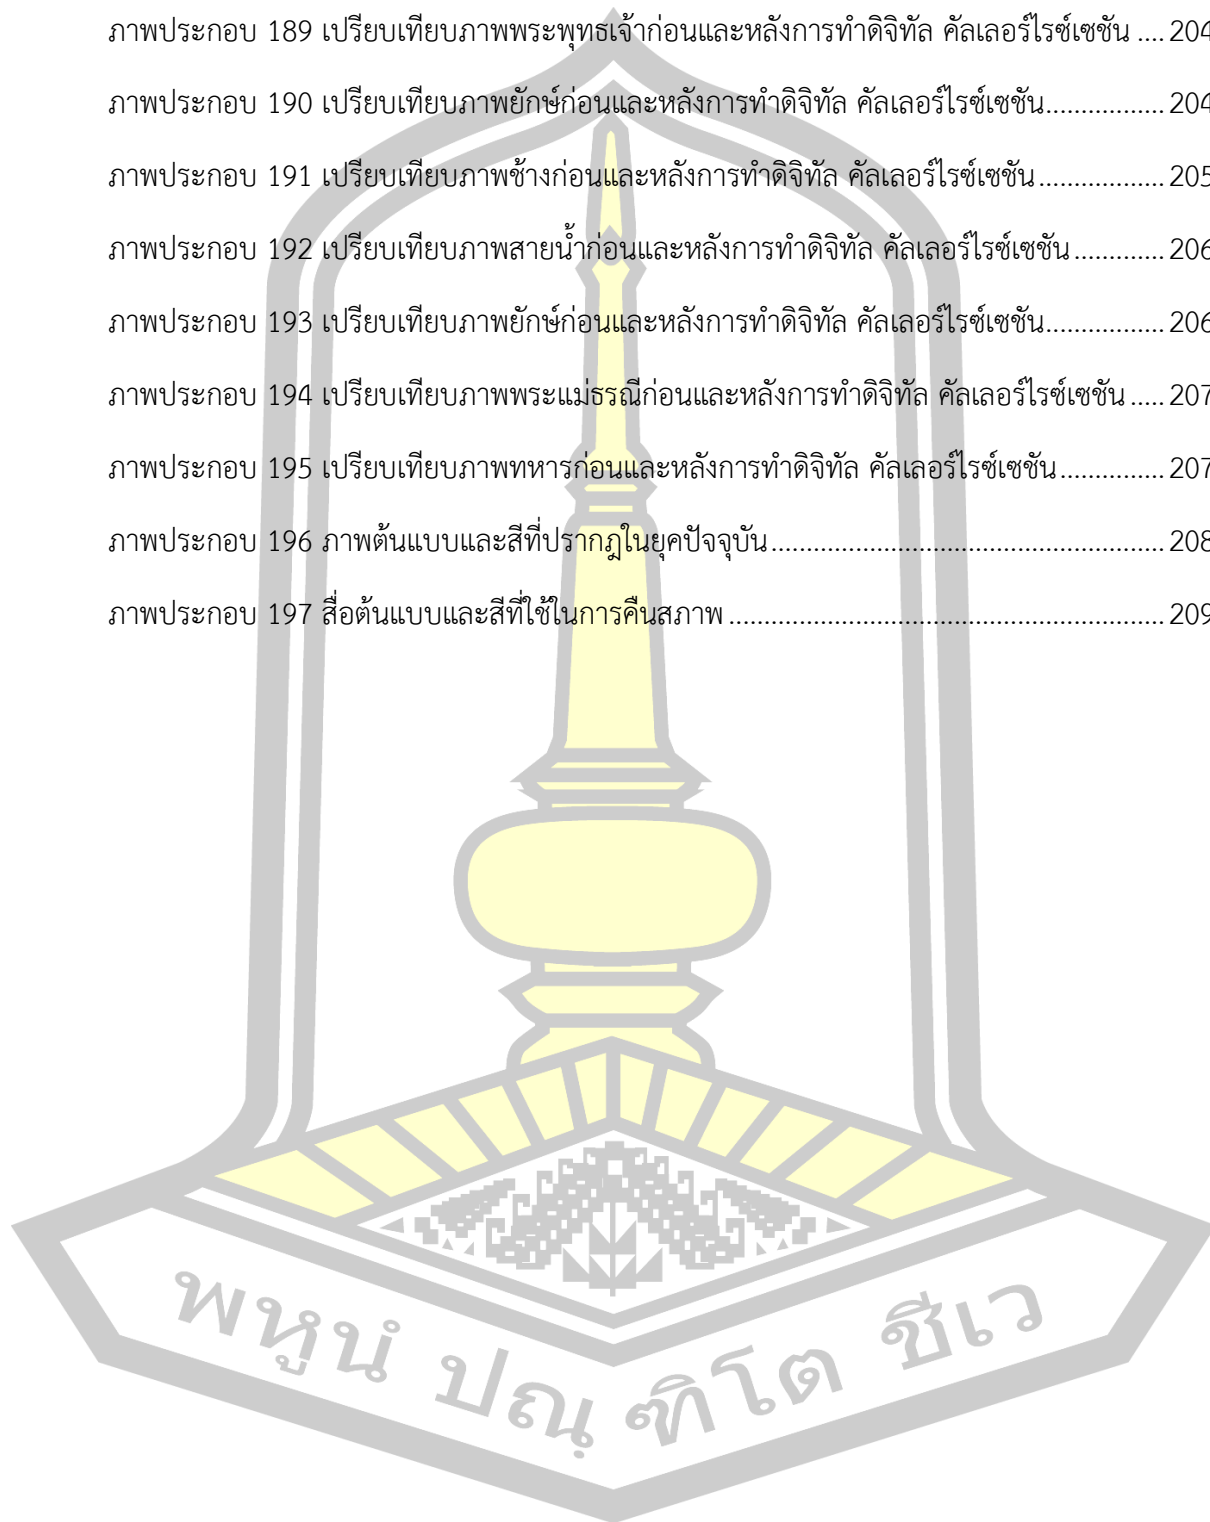 ภาพประกอบ 189 เปรียบเทียบภาพพระพุทธเจ้าก่อนและหลังการทำดิจิทัล คัลเลอร์ไรซ์เซชัน .... 204
ภาพประกอบ 190 เปรียบเทียบภาพยักษ์ก่อนและหลังการทำดิจิทัล คัลเลอร์ไรซ์เซชัน................. 204
ภาพประกอบ 191 เปรียบเทียบภาพช้างก่อนและหลังการทำดิจิทัล คัลเลอร์ไรซ์เซชัน .................. 205
ภาพประกอบ 192 เปรียบเทียบภาพสายน้ำก่อนและหลังการทำดิจิทัล คัลเลอร์ไรซ์เซชัน ............. 206
ภาพประกอบ 193 เปรียบเทียบภาพยักษ์ก่อนและหลังการทำดิจิทัล คัลเลอร์ไรซ์เซชัน................. 206
ภาพประกอบ 194 เปรียบเทียบภาพพระแม่ธรณีก่อนและหลังการทำดิจิทัล คัลเลอร์ไรซ์เซชัน ..... 207
ภาพประกอบ 195 เปรียบเทียบภาพทหารก่อนและหลังการทำดิจิทัล คัลเลอร์ไรซ์เซชัน............... 207
ภาพประกอบ 196 ภาพต้นแบบและสีที่ปรากฎในยุคปัจจุบัน........................................................ 208
ภาพประกอบ 197 สื่อต้นแบบและสีที่ใช้ในการคืนสภาพ .............................................................. 209
พหูนํ ปณฺ ฑิโต ชีเว